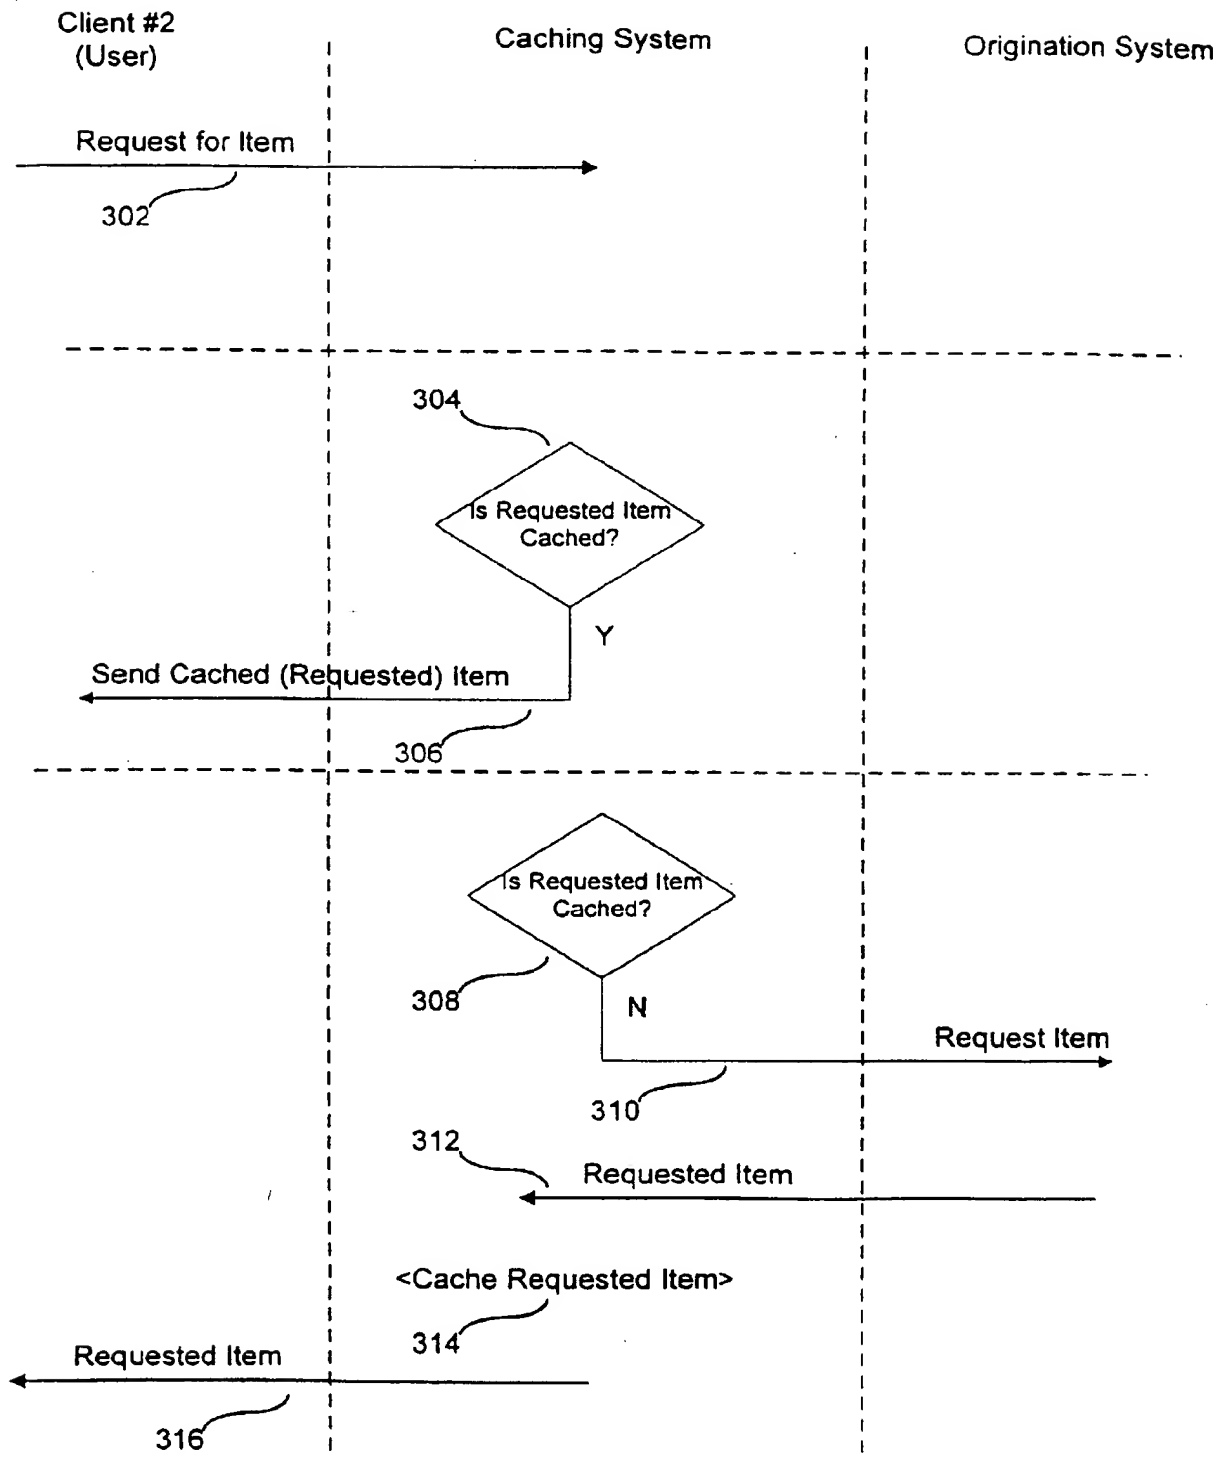 Client #2
(User)
Caching System
Origination System
Request for Item
302
304
Is Requested Item
Cached?
Y
Send Cached (Requested) Item
306
Is Requested Item
Cached?
308
N
Request Item
310
312
Requested Item
<Cache Requested Item>
314
Requested Item
316